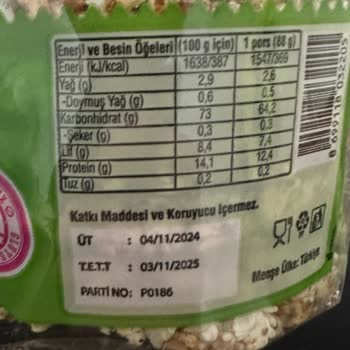 Enerji ve Besin Öğeleri (100 g için) 1 pors (88 g)
Enerji (kJ/kcal) 1638/387 1547/369
Yağ (g) 2,9 2,6
-Doymuş Yağ (g) 0,6 0,5
Karbonhidrat (g) 73 64,2
-Şeker (g) 0,3 0,3
Lif (g) 8,4 7,4
Protein (g) 14,1 12,4
Tuz (g) 0,2 0,2
Katkı Maddesi ve Koruyucu İçermez.
ÜT : 04/11/2024
T.E.T.T : 03/11/2025
PARTİ NO: P0186
Menşe Ülke: Türkiye
8 699118 032205